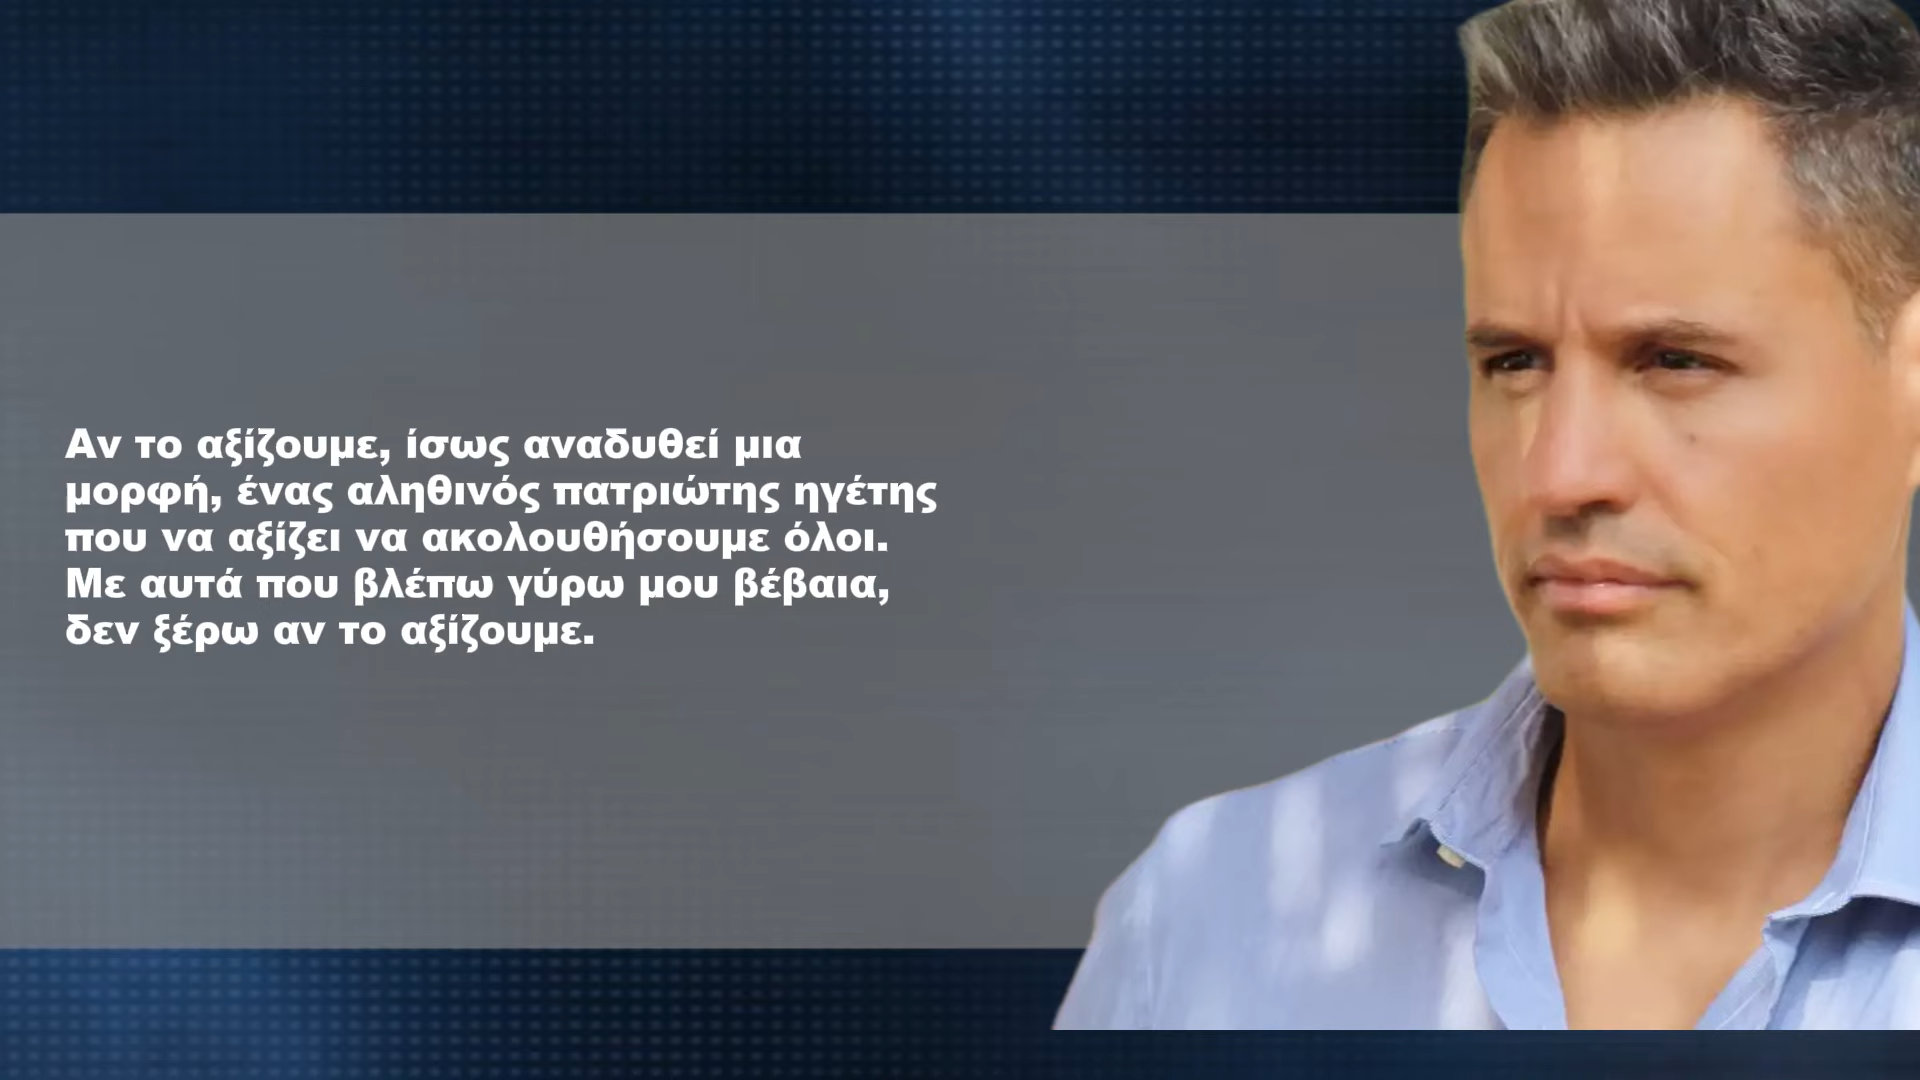 Αν το αξίζουμε, ίσως αναδυθεί μια
μορφή, ένας αληθινός πατριώτης ηγέτης
που να αξίζει να ακολουθήσουμε όλοι.
Με αυτά που βλέπω γύρω μου βέβαια,
δεν ξέρω αν το αξίζουμε.